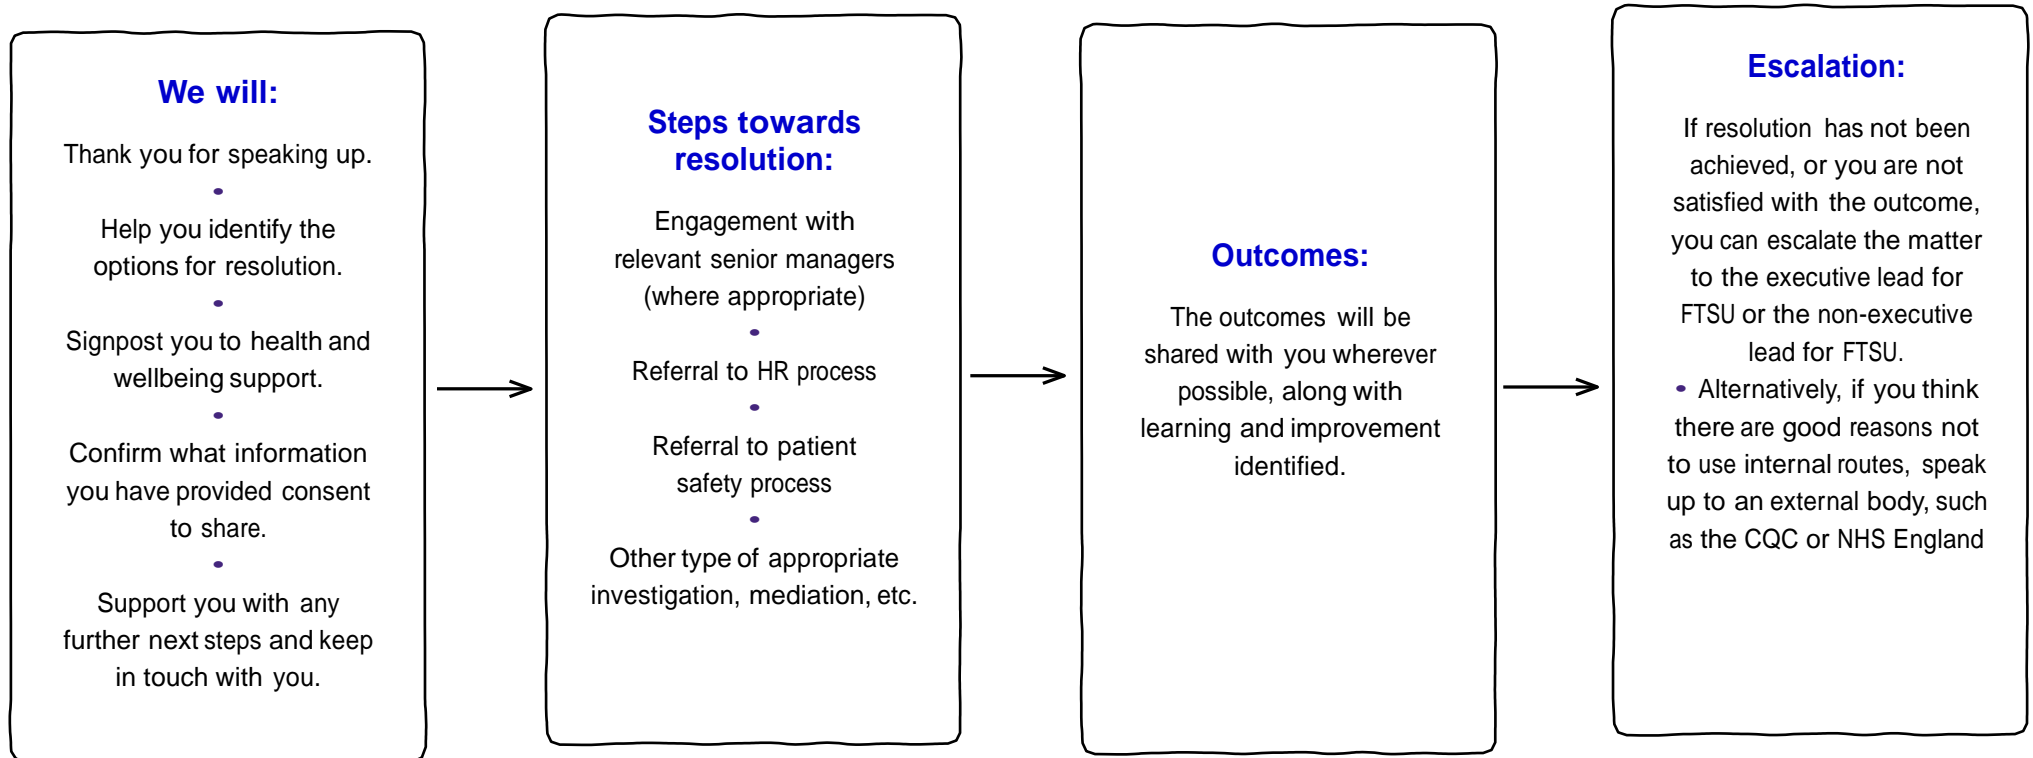 We will:
Thank you for speaking up.
•
Help you identify the
options for resolution.
•
Signpost you to health and
wellbeing support.
•
Confirm what information
you have provided consent
to share.
•
Support you with any
further next steps and keep
in touch with you.
Steps towards
resolution:
Engagement with
relevant senior managers
(where appropriate)
•
Referral to HR process
•
Referral to patient
safety process
•
Other type of appropriate
investigation, mediation, etc.
Outcomes:
The outcomes will be
shared with you wherever
possible, along with
learning and improvement
identified.
Escalation:
If resolution has not been
achieved, or you are not
satisfied with the outcome,
you can escalate the matter
to the executive lead for
FTSU or the non-executive
lead for FTSU.
• Alternatively, if you think
there are good reasons not
to use internal routes, speak
up to an external body, such
as the CQC or NHS England